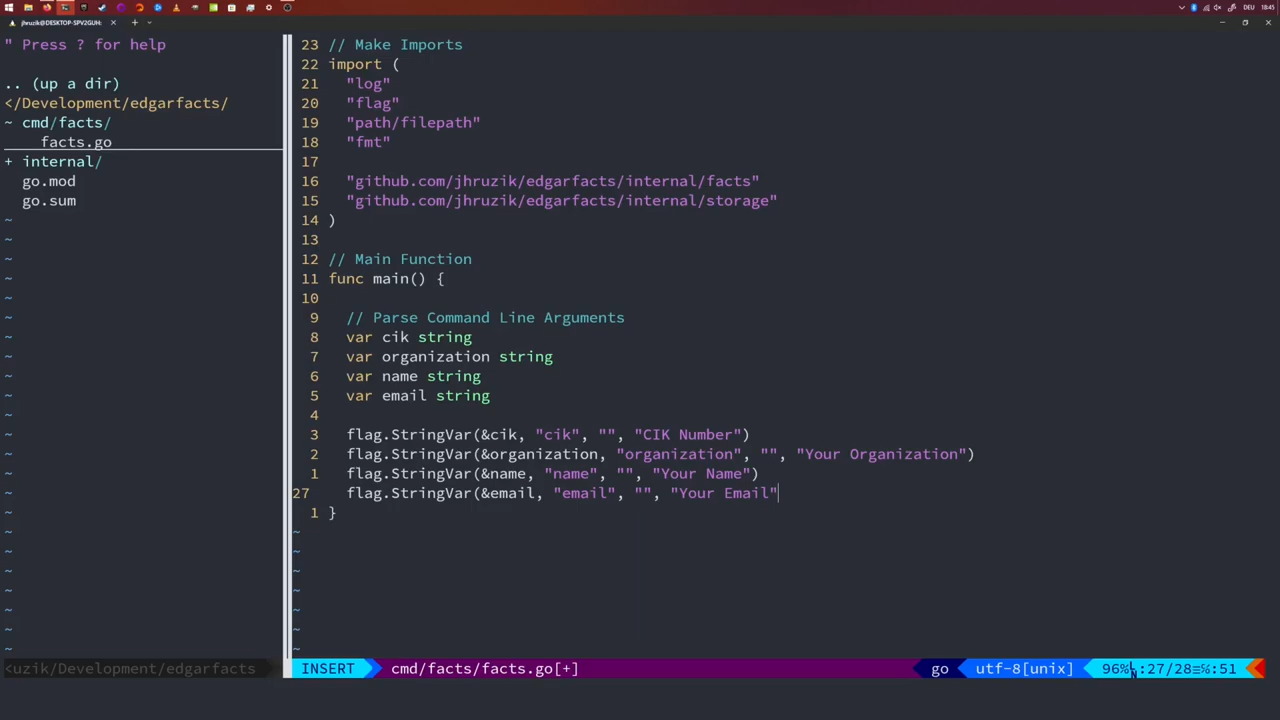 DEU 18:45
jhruzik@DESKTOP-SPV2GUH:
" Press ? for help
.. (up a dir)
</Development/edgarfacts/
~ cmd/facts/
facts.go
+ internal/
go.mod
go.sum
23 // Make Imports
22 import (
21 "log"
20 "flag"
19 "path/filepath"
18 "fmt"
17
16 "github.com/jhruzik/edgarfacts/internal/facts"
15 "github.com/jhruzik/edgarfacts/internal/storage"
14 )
13
12 // Main Function
11 func main() {
10
9 // Parse Command Line Arguments
8 var cik string
7 var organization string
6 var name string
5 var email string
4
3 flag.StringVar(&cik, "cik", "", "CIK Number")
2 flag.StringVar(&organization, "organization", "", "Your Organization")
1 flag.StringVar(&name, "name", "", "Your Name")
27 flag.StringVar(&email, "email", "", "Your Email"
1 }
<uzik/Development/edgarfacts
INSERT cmd/facts/facts.go[+] go utf-8[unix] 96% :27/28≡℅:51